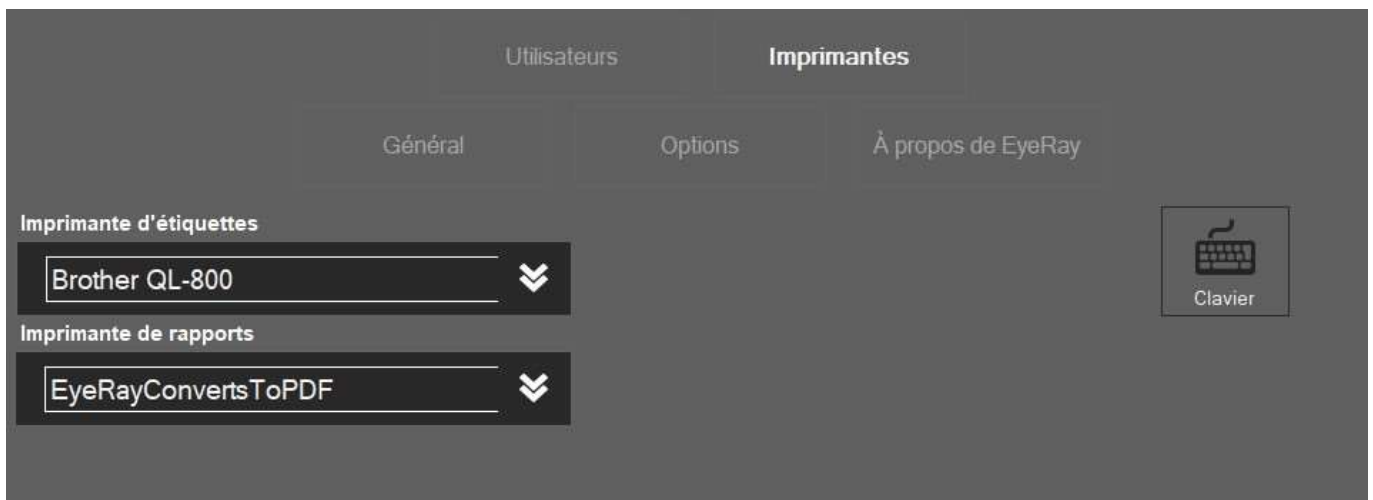 Utilisateurs
Imprimantes
Général
Options
À propos de EyeRay
Imprimante d'étiquettes
Brother QL-800
Clavier
Imprimante de rapports
EyeRayConvertsToPDF